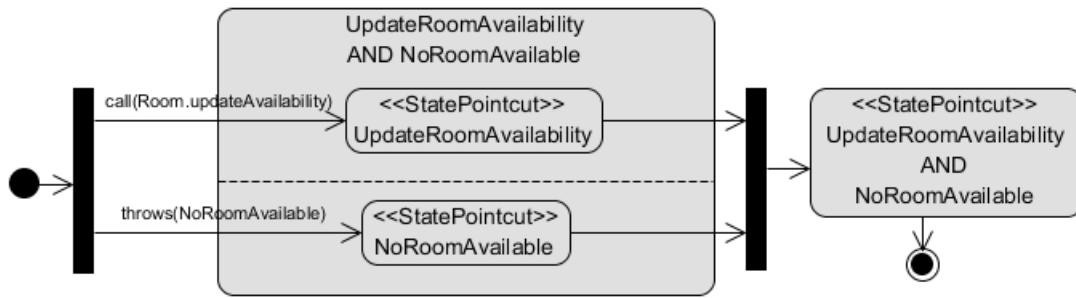 UpdateRoomAvailability
AND NoRoomAvailable
call(Room.updateAvailability)
<<StatePointcut>>
UpdateRoomAvailability
throws(NoRoomAvailable)
<<StatePointcut>>
NoRoomAvailable
<<StatePointcut>>
UpdateRoomAvailability
AND
NoRoomAvailable